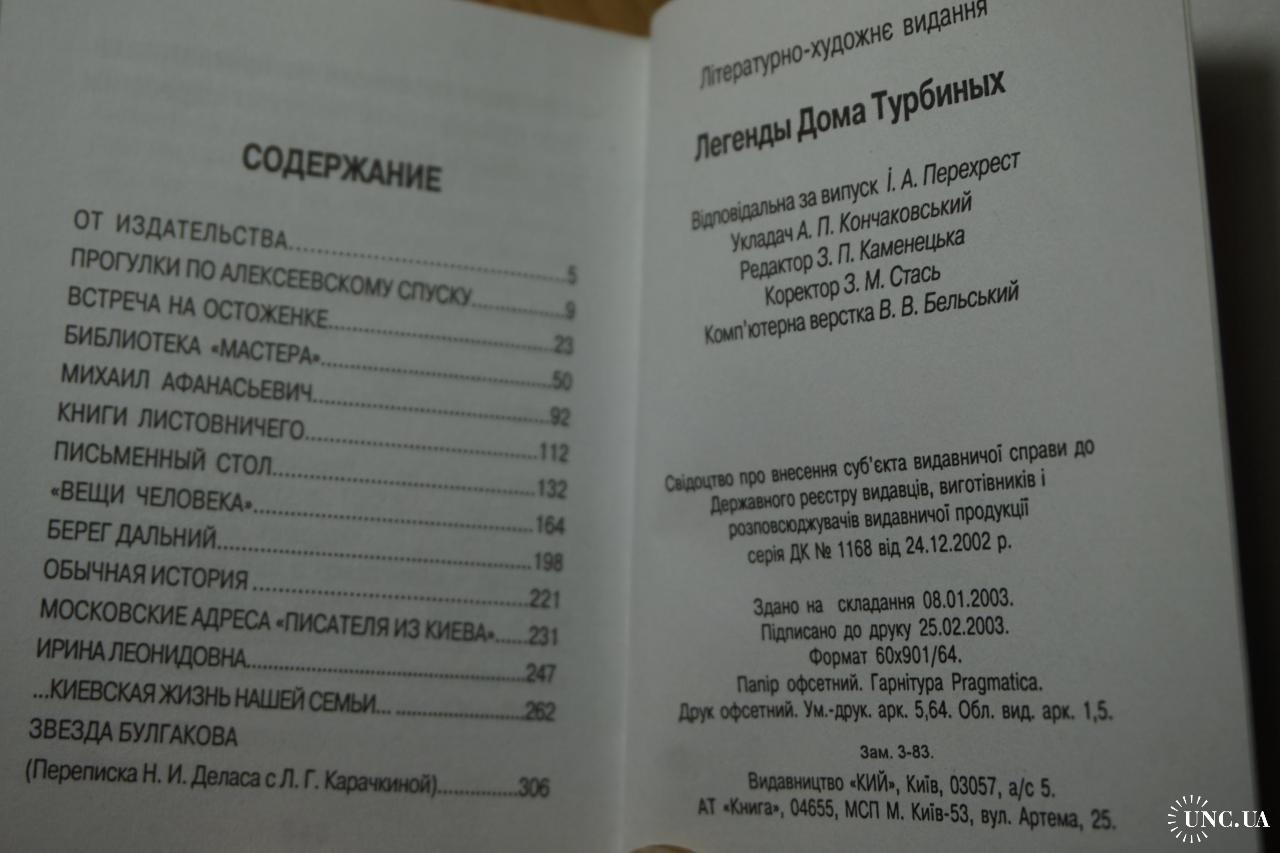 СОДЕРЖАНИЕ
ОТ ИЗДАТЕЛЬСТВА..........5
ПРОГУЛКИ ПО АЛЕКСЕЕВСКОМУ СПУСКУ..........9
ВСТРЕЧА НА ОСТОЖЕНКЕ..........23
БИБЛИОТЕКА «МАСТЕРА»..........50
МИХАИЛ АФАНАСЬЕВИЧ..........92
КНИГИ ЛИСТОВНИЧЕГО..........112
ПИСЬМЕННЫЙ СТОЛ..........132
«ВЕЩИ ЧЕЛОВЕКА»..........164
БЕРЕГ ДАЛЬНИЙ..........198
ОБЫЧНАЯ ИСТОРИЯ ..........221
МОСКОВСКИЕ АДРЕСА «ПИСАТЕЛЯ ИЗ КИЕВА»......231
ИРИНА ЛЕОНИДОВНА..........247
...КИЕВСКАЯ ЖИЗНЬ НАШЕЙ СЕМЬИ... ..........262
ЗВЕЗДА БУЛГАКОВА
(Переписка Н. И. Деласа с Л. Г. Карачкиной)..........306
Літературно-художнє видання
Легенды Дома Турбиных
Відповідальна за випуск І. А. Перехрест
Укладач А. П. Кончаковський
Редактор З. П. Каменецька
Коректор З. М. Стась
Комп'ютерна верстка В. В. Бельський
Свідоцтво про внесення суб'єкта видавничої справи до
Державного реєстру видавців, виготівників і
розповсюджувачів видавничої продукції
серія ДК № 1168 від 24.12.2002 р.
Здано на складання 08.01.2003.
Підписано до друку 25.02.2003.
Формат 60х901/64.
Папір офсетний. Гарнітура Pragmatica.
Друк офсетний. Ум.-друк. арк. 5,64. Обл. вид. арк. 1,5.
Зам. 3-83.
Видавництво «КИЙ», Київ, 03057, а/с 5.
АТ «Книга», 04655, МСП М. Київ-53, вул. Артема, 25.
UNC.UA